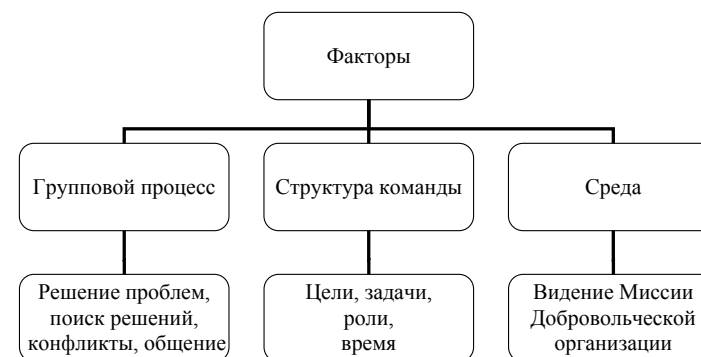 Факторы
Групповой процесс
Структура команды
Среда
Решение проблем,
поиск решений,
конфликты, общение
Цели, задачи,
роли,
время
Видение Миссии
Добровольческой
организации